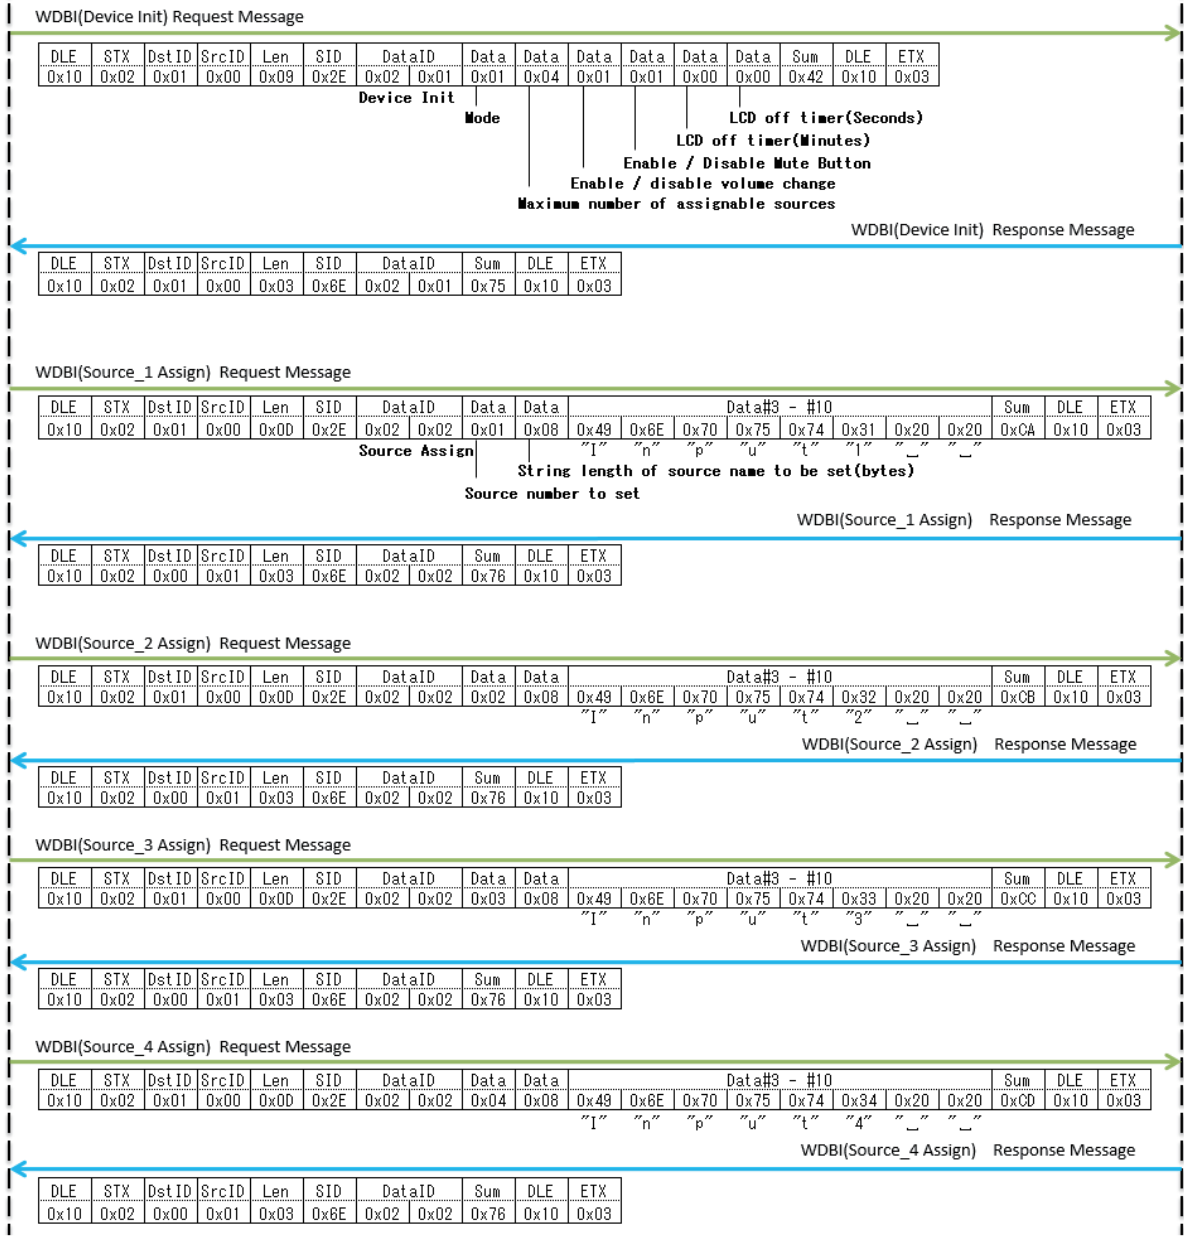 WDBI(Device Init) Request Message
DLE STX DstID SrcID Len SID DataID Data Data Data Data Data Data Sum DLE ETX
0x10 0x02 0x01 0x00 0x09 0x2E 0x02 0x01 0x01 0x04 0x01 0x01 0x00 0x00 0x42 0x10 0x03
Device Init
Mode
LCD off timer(Seconds)
LCD off timer(Minutes)
Enable / Disable Mute Button
Enable / disable volume change
Maximum number of assignable sources
WDBI(Device Init) Response Message
DLE STX DstID SrcID Len SID DataID Sum DLE ETX
0x10 0x02 0x01 0x00 0x03 0x6E 0x02 0x01 0x75 0x10 0x03
WDBI(Source_1 Assign) Request Message
DLE STX DstID SrcID Len SID DataID Data Data Data#3 - #10 Sum DLE ETX
0x10 0x02 0x01 0x00 0x0D 0x2E 0x02 0x02 0x01 0x08 0x49 0x6E 0x70 0x75 0x74 0x31 0x20 0x20 0xCA 0x10 0x03
Source Assign "I" "n" "p" "u" "t" "1" "␣" "␣"
String length of source name to be set(bytes)
Source number to set
WDBI(Source_1 Assign) Response Message
DLE STX DstID SrcID Len SID DataID Sum DLE ETX
0x10 0x02 0x00 0x01 0x03 0x6E 0x02 0x02 0x76 0x10 0x03
WDBI(Source_2 Assign) Request Message
DLE STX DstID SrcID Len SID DataID Data Data Data#3 - #10 Sum DLE ETX
0x10 0x02 0x01 0x00 0x0D 0x2E 0x02 0x02 0x02 0x08 0x49 0x6E 0x70 0x75 0x74 0x32 0x20 0x20 0xCB 0x10 0x03
"I" "n" "p" "u" "t" "2" "␣" "␣"
WDBI(Source_2 Assign) Response Message
DLE STX DstID SrcID Len SID DataID Sum DLE ETX
0x10 0x02 0x00 0x01 0x03 0x6E 0x02 0x02 0x76 0x10 0x03
WDBI(Source_3 Assign) Request Message
DLE STX DstID SrcID Len SID DataID Data Data Data#3 - #10 Sum DLE ETX
0x10 0x02 0x01 0x00 0x0D 0x2E 0x02 0x02 0x03 0x08 0x49 0x6E 0x70 0x75 0x74 0x33 0x20 0x20 0xCC 0x10 0x03
"I" "n" "p" "u" "t" "3" "␣" "␣"
WDBI(Source_3 Assign) Response Message
DLE STX DstID SrcID Len SID DataID Sum DLE ETX
0x10 0x02 0x00 0x01 0x03 0x6E 0x02 0x02 0x76 0x10 0x03
WDBI(Source_4 Assign) Request Message
DLE STX DstID SrcID Len SID DataID Data Data Data#3 - #10 Sum DLE ETX
0x10 0x02 0x01 0x00 0x0D 0x2E 0x02 0x02 0x04 0x08 0x49 0x6E 0x70 0x75 0x74 0x34 0x20 0x20 0xCD 0x10 0x03
"I" "n" "p" "u" "t" "4" "␣" "␣"
WDBI(Source_4 Assign) Response Message
DLE STX DstID SrcID Len SID DataID Sum DLE ETX
0x10 0x02 0x00 0x01 0x03 0x6E 0x02 0x02 0x76 0x10 0x03